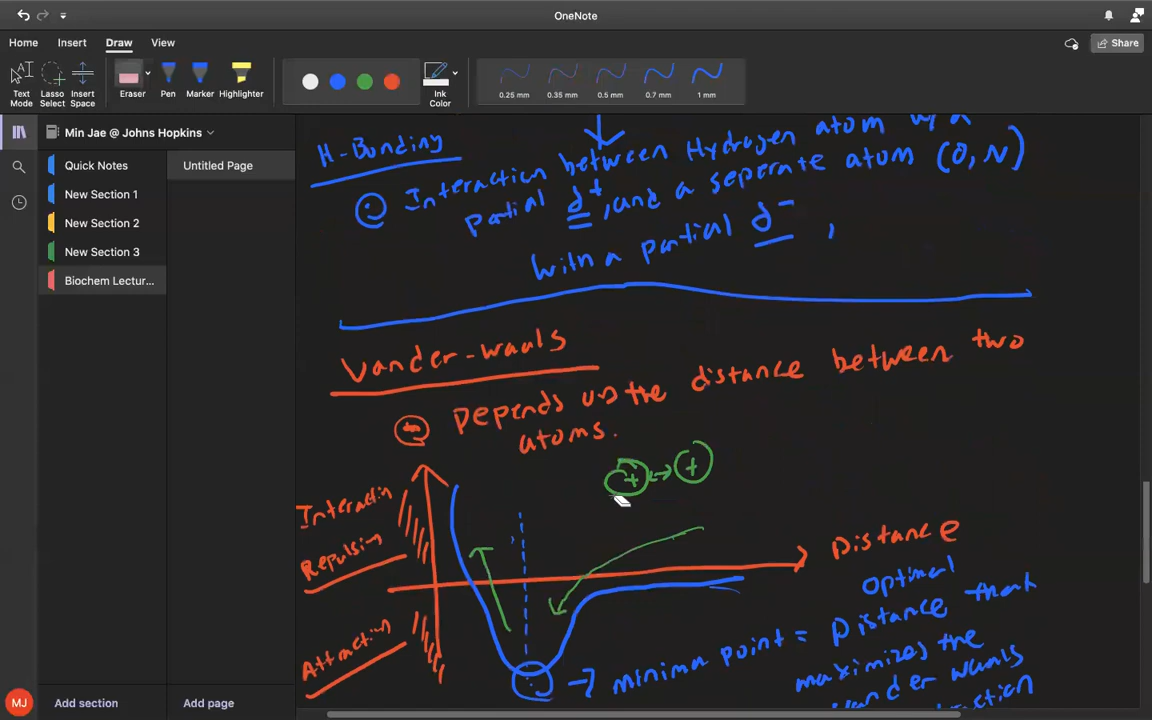 OneNote
Home Insert Draw View
Share
Text Mode
Lasso Select
Insert Space
Eraser
Pen
Marker
Highlighter
Ink Color
0.25 mm 0.35 mm 0.5 mm 0.7 mm 1 mm
Min Jae @ Johns Hopkins
Quick Notes
New Section 1
New Section 2
New Section 3
Biochem Lectur...
Untitled Page
H-Bonding
Interaction between Hydrogen atom w/ a
partial d+, and a seperate atom (O, N)
with a partial d-,
Vander-waals
Depends on the distance between two
atoms.
+ ↔ +
Interactin
Repulsing
Attraction
Distance
→ minima point = optimal
Distance that
maximizes the
vander waals
MJ
Add section
Add page